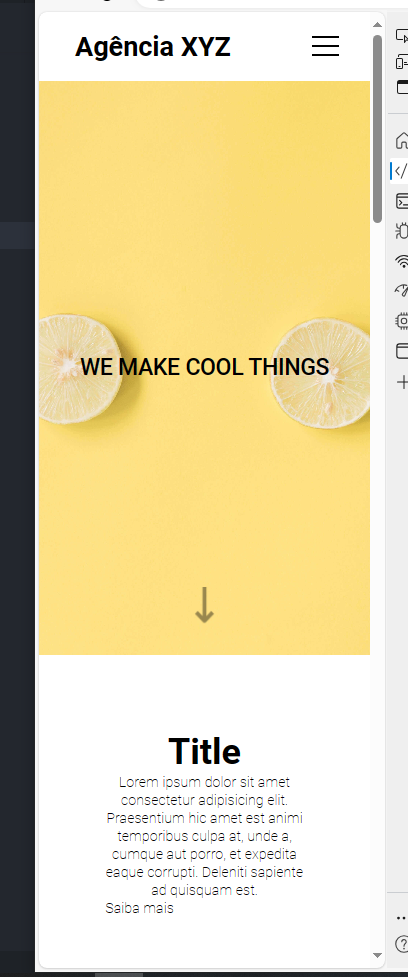 Agência XYZ
WE MAKE COOL THINGS
Title
Lorem ipsum dolor sit amet
consectetur adipisicing elit.
Praesentium hic amet est animi
temporibus culpa at, unde a,
cumque aut porro, et expedita
eaque corrupti. Deleniti sapiente
ad quisquam est.
Saiba mais